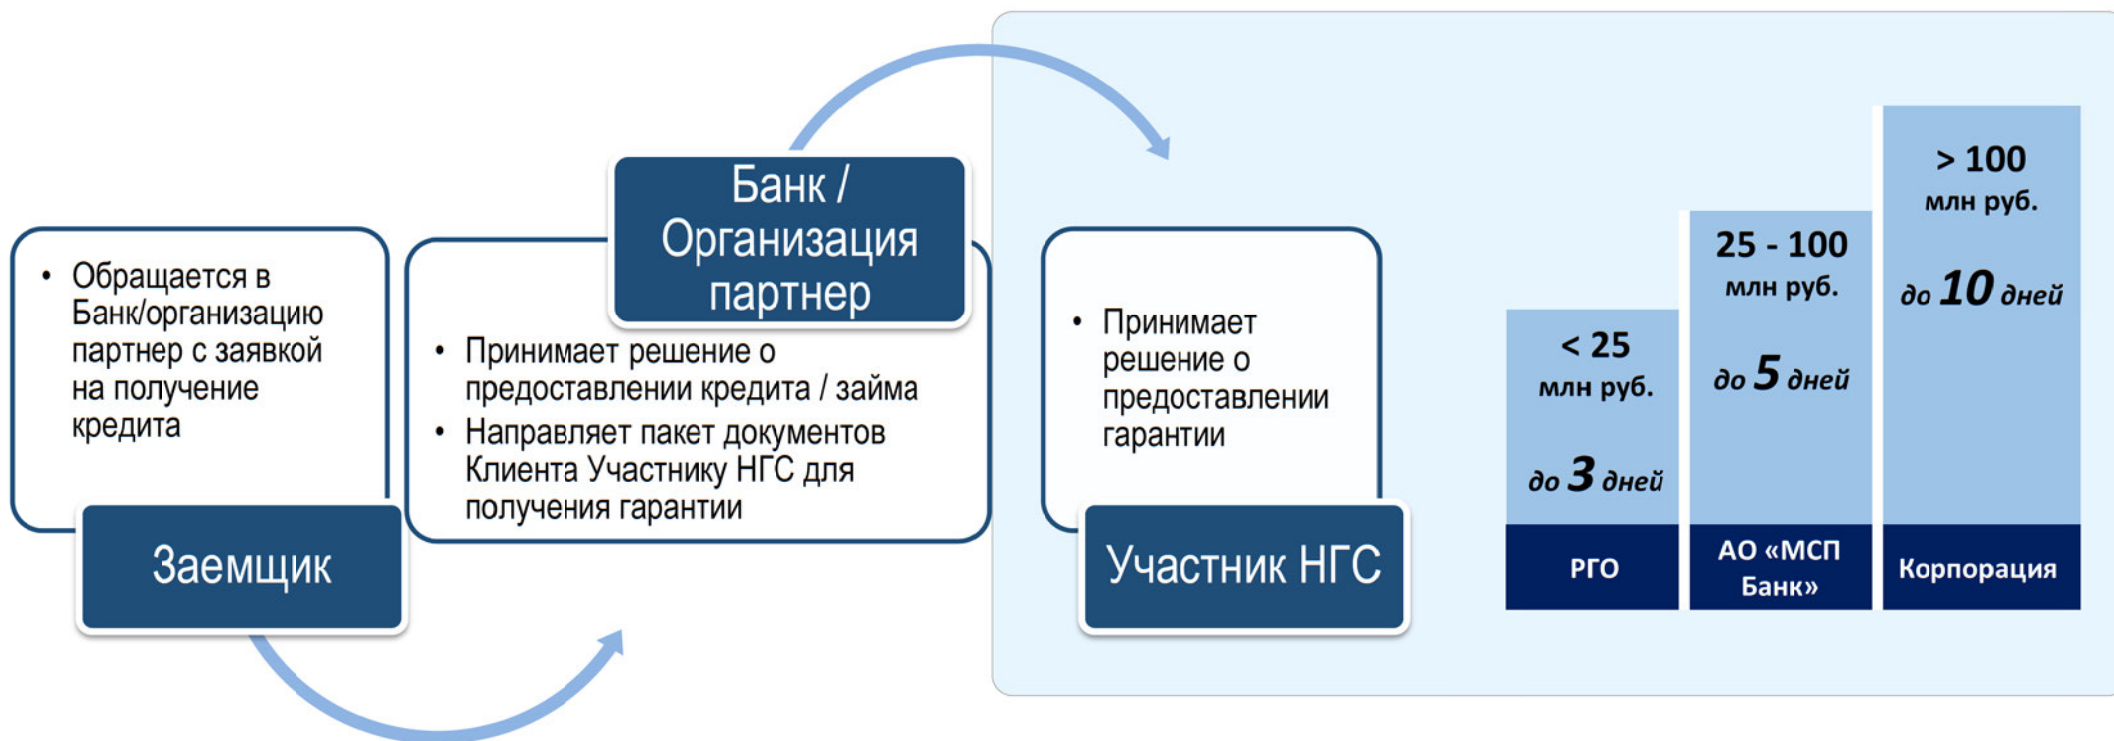 • Обращается в
Банк/организацию
партнер с заявкой
на получение
кредита
Заемщик
Банк /
Организация
партнер
• Принимает решение о
предоставлении кредита / займа
• Направляет пакет документов
Клиента Участнику НГС для
получения гарантии
• Принимает
решение о
предоставлении
гарантии
Участник НГС
< 25
млн руб.
до 3 дней
РГО
25 - 100
млн руб.
до 5 дней
АО «МСП
Банк»
> 100
млн руб.
до 10 дней
Корпорация